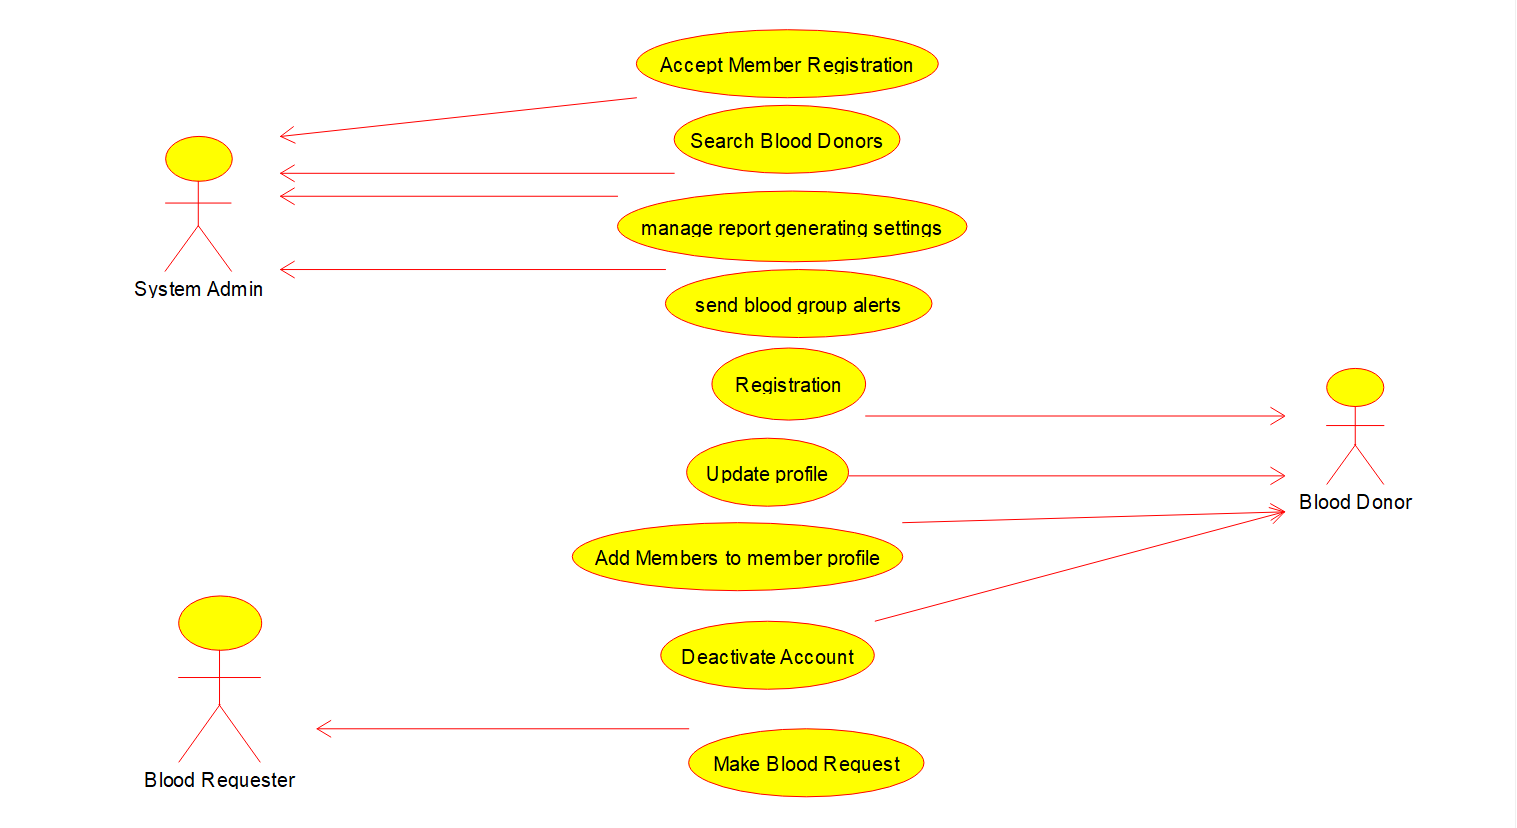 Accept Member Registration
Search Blood Donors
manage report generating settings
System Admin
send blood group alerts
Registration
Update profile
Blood Donor
Add Members to member profile
Deactivate Account
Make Blood Request
Blood Requester